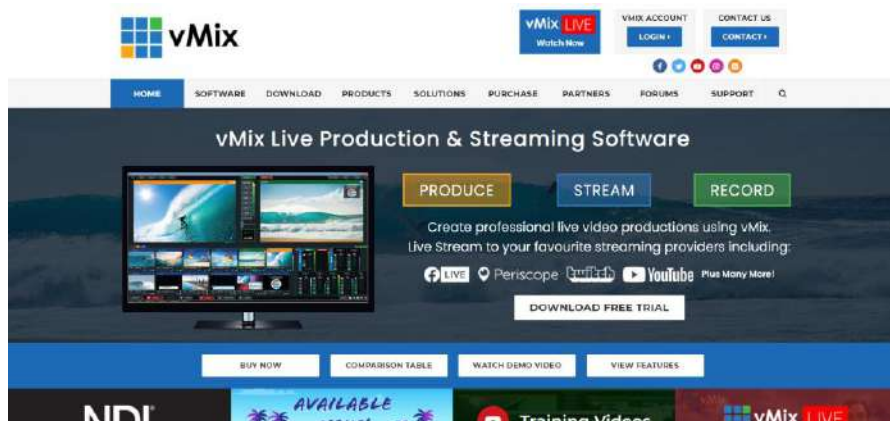 vMix
vMix LIVE
Watch Now
VMIX ACCOUNT
LOGIN
CONTACT US
CONTACT
HOME SOFTWARE DOWNLOAD PRODUCTS SOLUTIONS PURCHASE PARTNERS FORUMS SUPPORT
vMix Live Production & Streaming Software
PRODUCE STREAM RECORD
Create professional live video productions using vMix.
Live Stream to your favourite streaming providers including:
LIVE Periscope twitch YouTube Plus Many More!
DOWNLOAD FREE TRIAL
BUY NOW COMPARISON TABLE WATCH DEMO VIDEO VIEW FEATURES
NDI
AVAILABLE
Training Videos
vMix LIVE